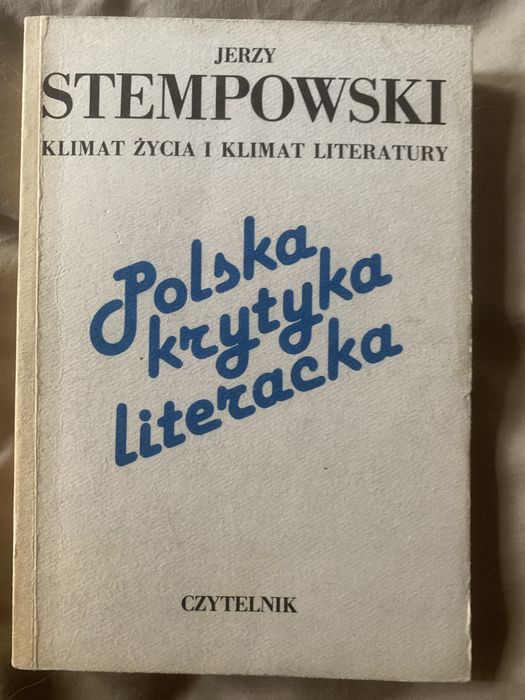 JERZY
STEMPOWSKI
KLIMAT ŻYCIA I KLIMAT LITERATURY
Polska
krytyka
literacka
CZYTELNIK